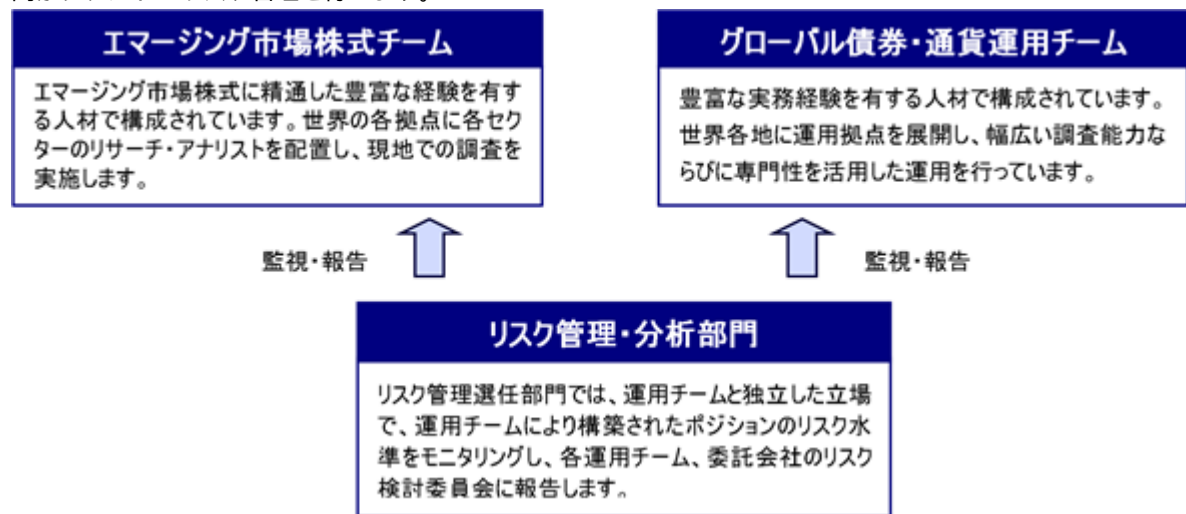 エマージング市場株式チーム
エマージング市場株式に精通した豊富な経験を有す
る人材で構成されています。世界の各拠点に各セク
ターのリサーチ・アナリストを配置し、現地での調査を
実施します。
グローバル債券・通貨運用チーム
豊富な実務経験を有する人材で構成されています。
世界各地に運用拠点を展開し、幅広い調査能力な
らびに専門性を活用した運用を行っています。
監視・報告
監視・報告
リスク管理・分析部門
リスク管理選任部門では、運用チームと独立した立場
で、運用チームにより構築されたポジションのリスク水
準をモニタリングし、各運用チーム、委託会社のリスク
検討委員会に報告します。